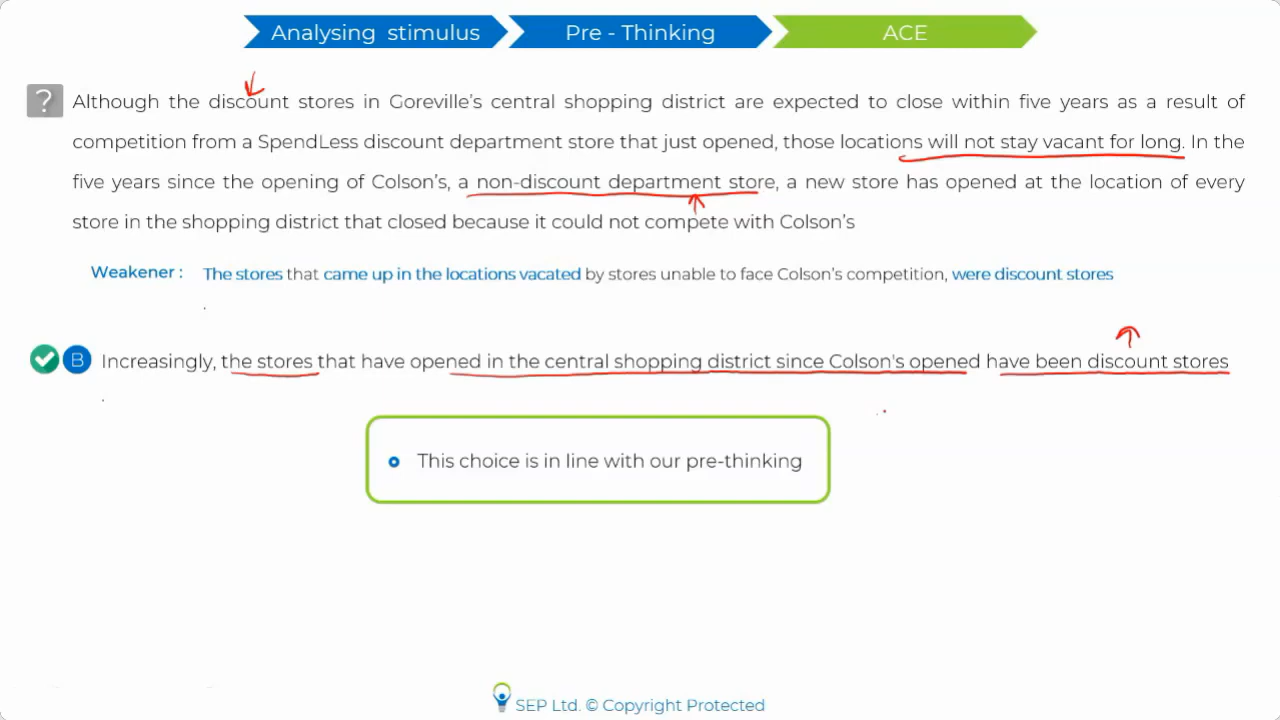 Analysing stimulus
Pre - Thinking
ACE
?
Although the discount stores in Goreville's central shopping district are expected to close within five years as a result of
competition from a SpendLess discount department store that just opened, those locations will not stay vacant for long. In the
five years since the opening of Colson's, a non-discount department store, a new store has opened at the location of every
store in the shopping district that closed because it could not compete with Colson's
Weakener : The stores that came up in the locations vacated by stores unable to face Colson's competition, were discount stores
.
B Increasingly, the stores that have opened in the central shopping district since Colson's opened have been discount stores
.
This choice is in line with our pre-thinking
SEP Ltd. © Copyright Protected